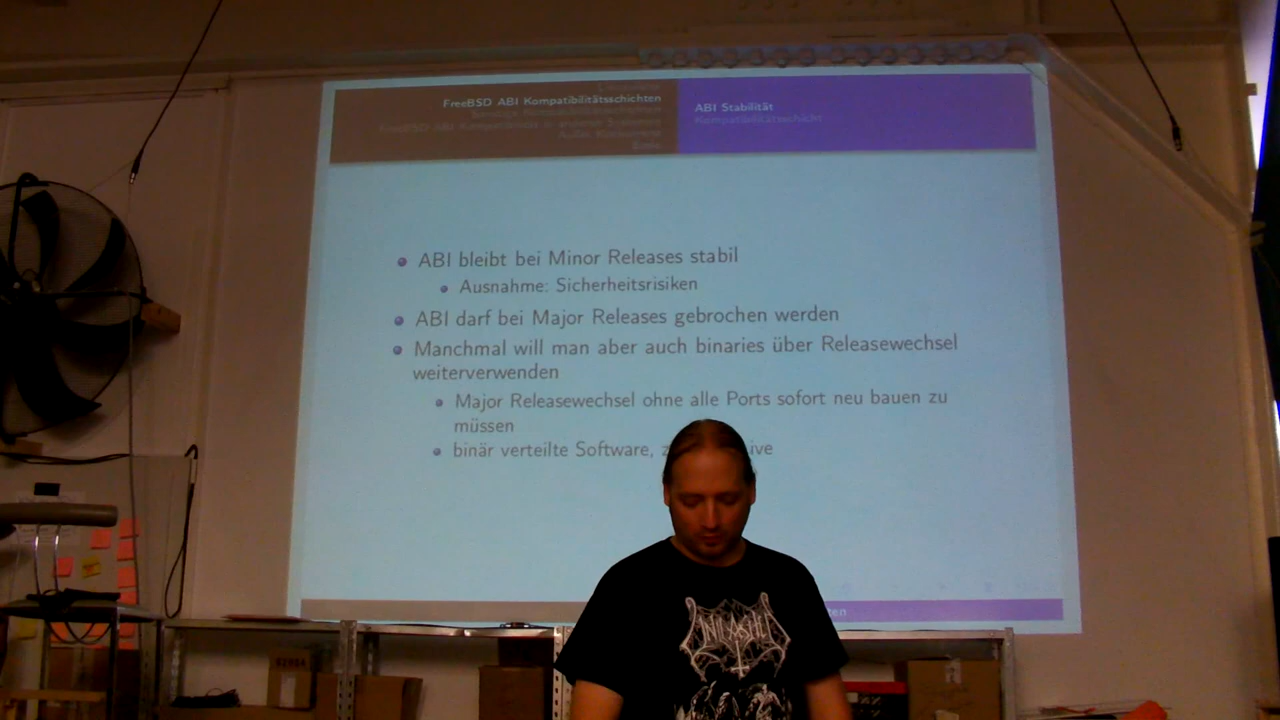 FreeBSD ABI Kompatibilitätsschichten
ABI Stabilität
Kompatibilitätsschicht
Ende
ABI bleibt bei Minor Releases stabil
Ausnahme: Sicherheitsrisiken
ABI darf bei Major Releases gebrochen werden
Manchmal will man aber auch binaries über Releasewechsel
weiterverwenden
Major Releasewechsel ohne alle Ports sofort neu bauen zu
müssen
binär verteilte Software,